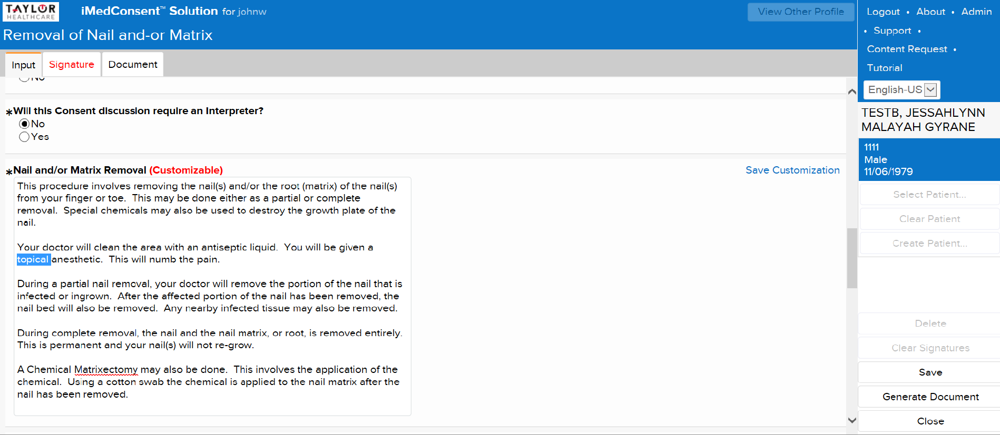 TAYLOR
HEALTHCARE
iMedConsent™ Solution for johnw
View Other Profile
Logout • About • Admin
• Support •
Content Request •
Tutorial
English-US
Removal of Nail and-or Matrix
Input
Signature
Document
No
*Will this Consent discussion require an Interpreter?
No
Yes
*Nail and/or Matrix Removal (Customizable)
Save Customization
This procedure involves removing the nail(s) and/or the root (matrix) of the nail(s)
from your finger or toe. This may be done either as a partial or complete
removal. Special chemicals may also be used to destroy the growth plate of the
nail.
Your doctor will clean the area with an antiseptic liquid. You will be given a
topical anesthetic. This will numb the pain.
During a partial nail removal, your doctor will remove the portion of the nail that is
infected or ingrown. After the affected portion of the nail has been removed, the
nail bed will also be removed. Any nearby infected tissue may also be removed.
During complete removal, the nail and the nail matrix, or root, is removed entirely.
This is permanent and your nail(s) will not re-grow.
A Chemical Matrixectomy may also be done. This involves the application of the
chemical. Using a cotton swab the chemical is applied to the nail matrix after the
nail has been removed.
TESTB, JESSAHLYNN
MALAYAH GYRANE
1111
Male
11/06/1979
Select Patient...
Clear Patient
Create Patient...
Delete
Clear Signatures
Save
Generate Document
Close